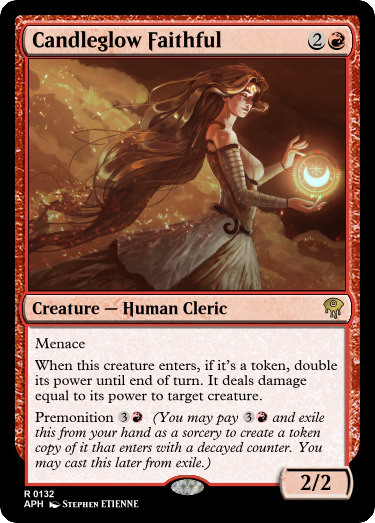 Candleglow Faithful 2R
Creature — Human Cleric
Menace
When this creature enters, if it's a token, double
its power until end of turn. It deals damage
equal to its power to target creature.
Premonition 3R (You may pay 3R and exile
this from your hand as a sorcery to create a token
copy of it that enters with a decayed counter. You
may cast this later from exile.)
2/2
R 0132
APH Stephen ETIENNE